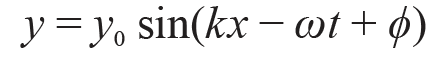 y = y₀ sin(kx − ωt + ϕ)